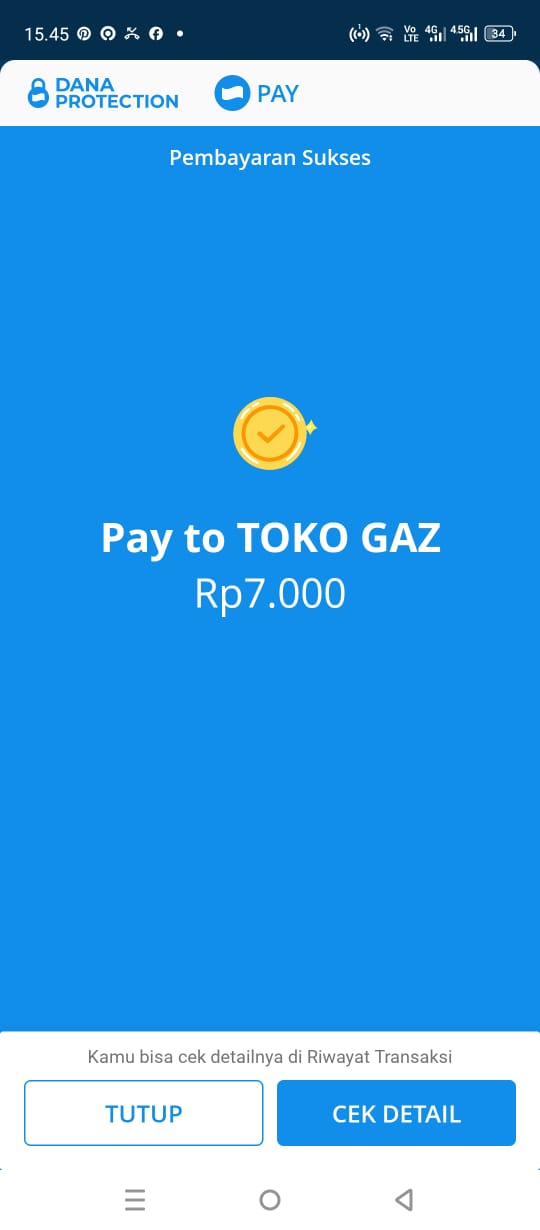 15.45
1
Vo
LTE
4G
4.5G
34
DANA
PROTECTION
PAY
Pembayaran Sukses
Pay to TOKO GAZ
Rp7.000
Kamu bisa cek detailnya di Riwayat Transaksi
TUTUP
CEK DETAIL